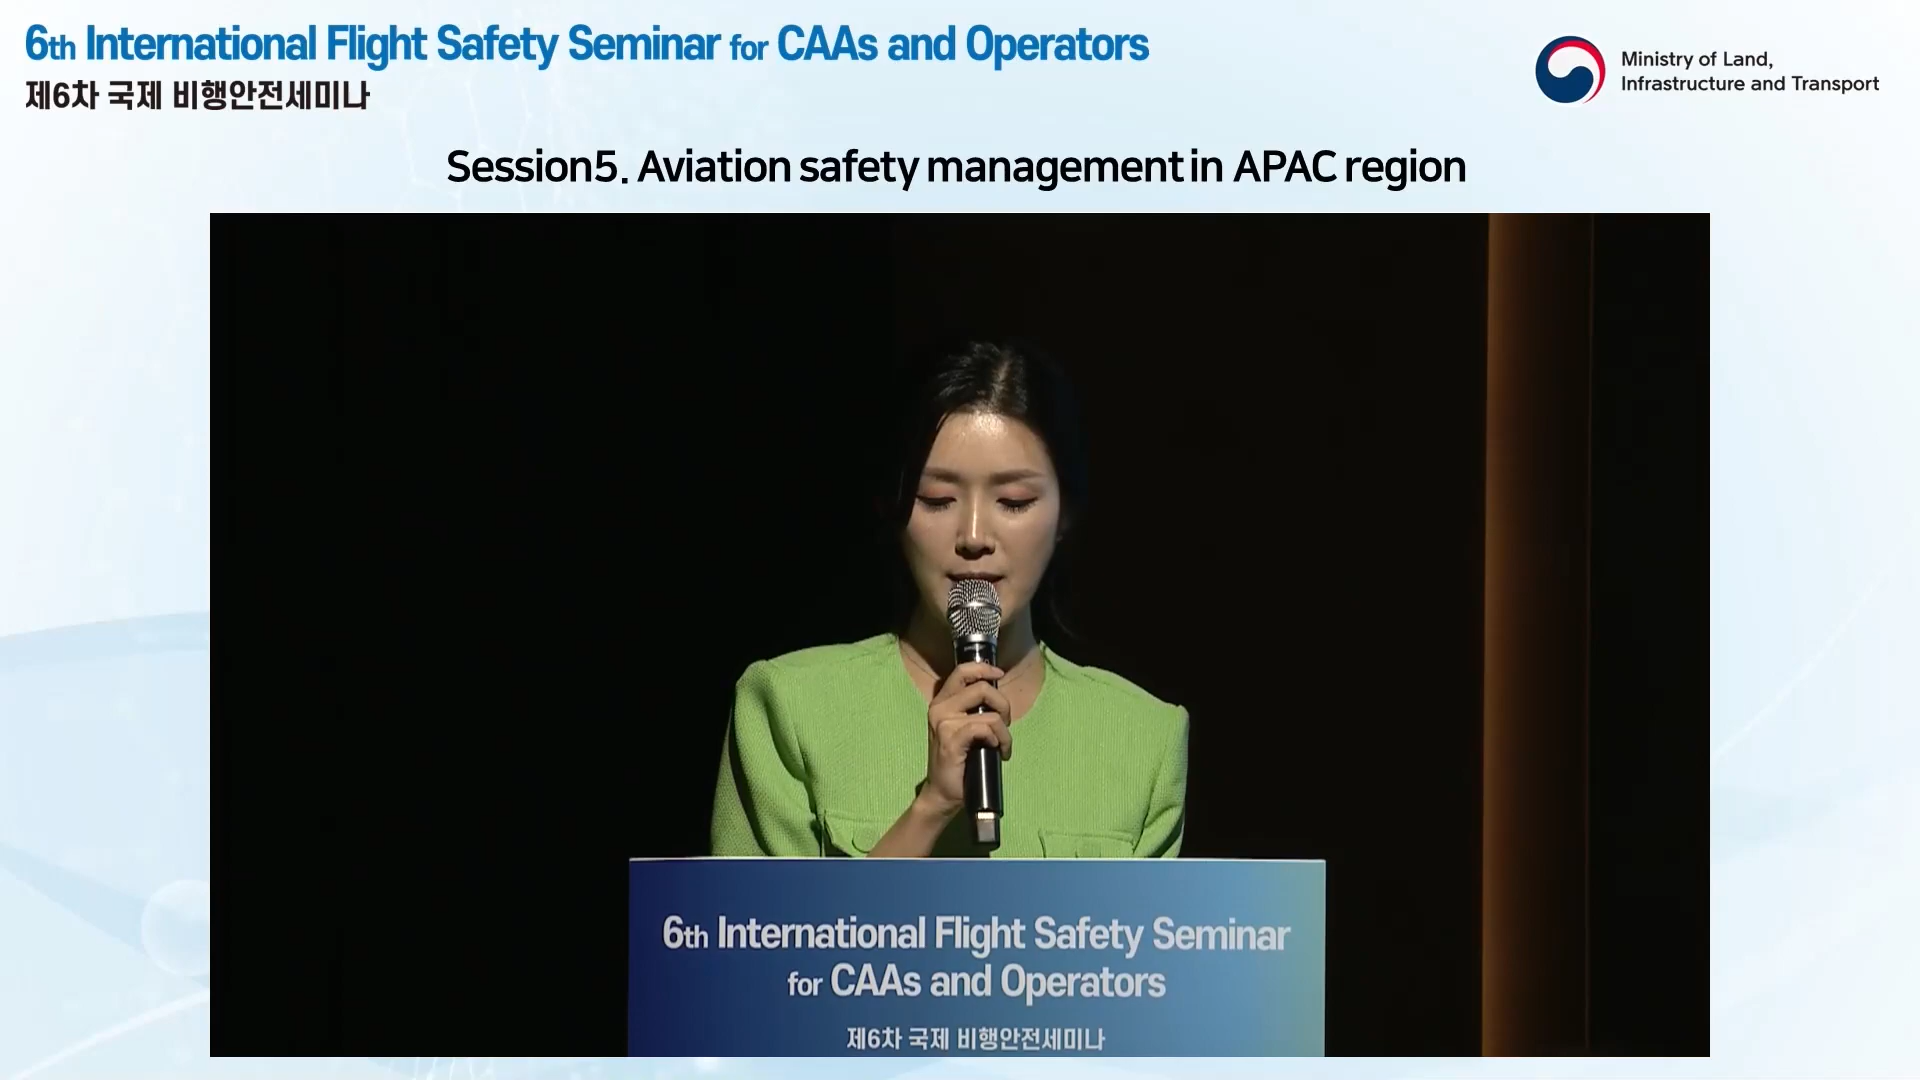 6th International Flight Safety Seminar for CAAs and Operators
제6차 국제 비행안전세미나
Ministry of Land,
Infrastructure and Transport
Session5. Aviation safety management in APAC region
6th International Flight Safety Seminar
for CAAs and Operators
제6차 국제 비행안전세미나